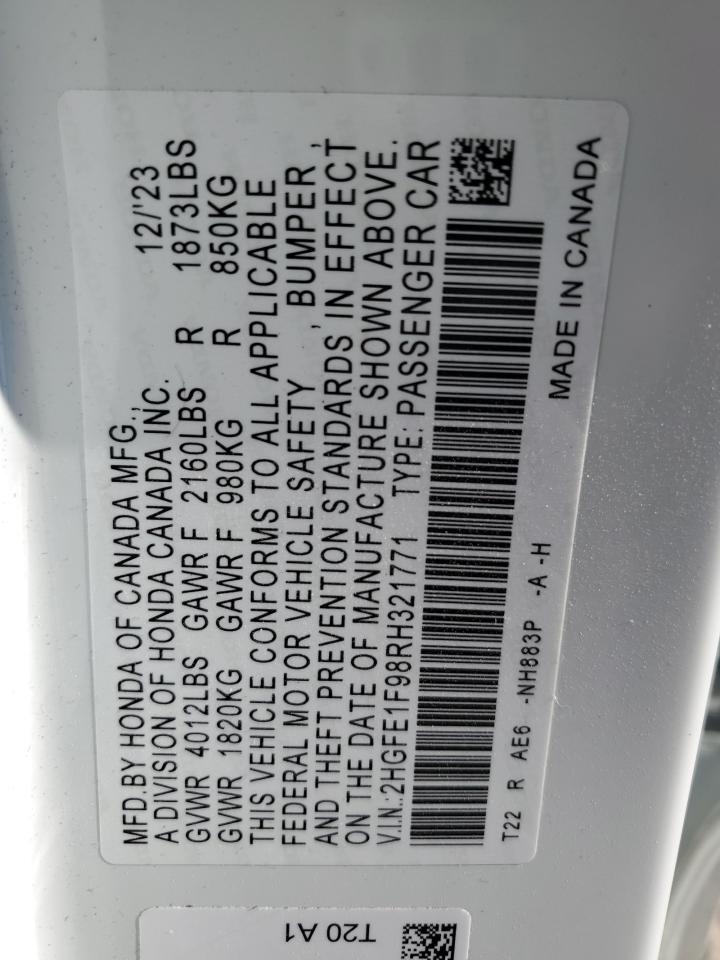 MFD.BY HONDA OF CANADA MFG., 12/'23
A DIVISION OF HONDA CANADA INC.
GVWR 4012LBS GAWR F 2160LBS R 1873LBS
GVWR 1820KG GAWR F 980KG R 850KG
THIS VEHICLE CONFORMS TO ALL APPLICABLE
FEDERAL MOTOR VEHICLE SAFETY , BUMPER ,
AND THEFT PREVENTION STANDARDS IN EFFECT
ON THE DATE OF MANUFACTURE SHOWN ABOVE.
V.I.N.:2HGFE1F98RH321771 TYPE: PASSENGER CAR
T22 R AE6 -NH883P -A -H
MADE IN CANADA
T20 A1